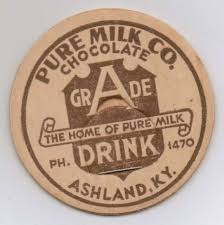 PURE MILK CO.
CHOCOLATE
GRADE
A
THE HOME OF PURE MILK
PH. DRINK 1470
ASHLAND, KY.